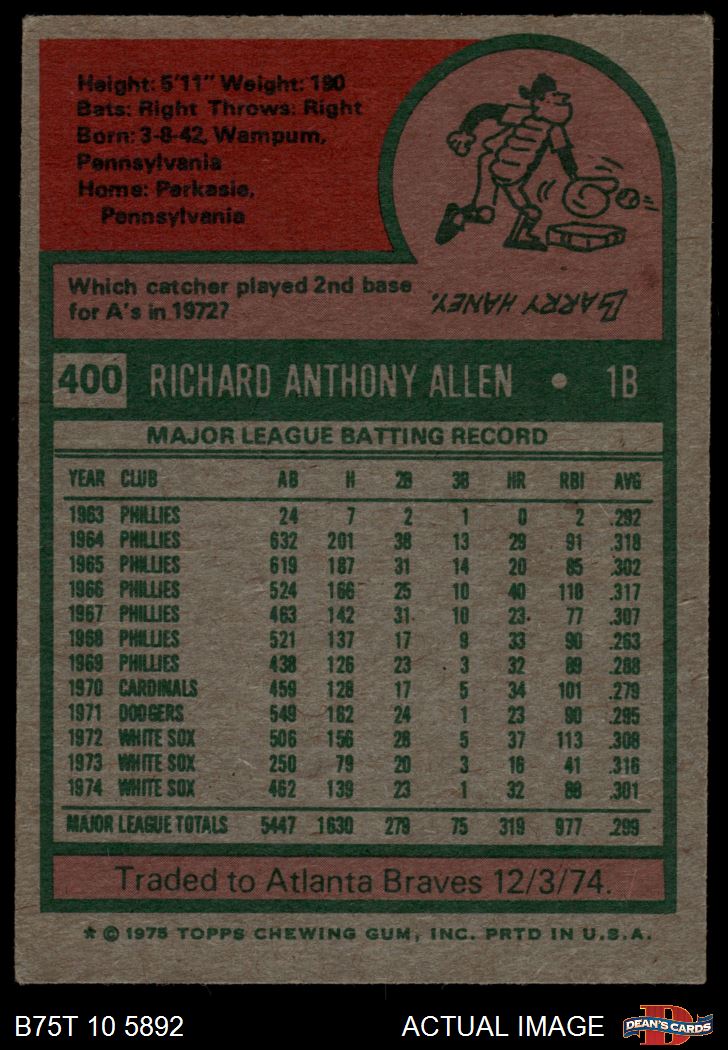 Height: 5'11" Weight: 190
Bats: Right Throws: Right
Born: 3-8-42, Wampum,
Pennsylvania
Home: Perkasie,
Pennsylvania
Which catcher played 2nd base
for A's in 1972?
BARRY HANEY.
400 RICHARD ANTHONY ALLEN • 1B
MAJOR LEAGUE BATTING RECORD
YEAR CLUB AB H 2B 3B HR RBI AVG
1963 PHILLIES 24 7 2 1 0 2 .292
1964 PHILLIES 632 201 38 13 29 91 .318
1965 PHILLIES 619 187 31 14 20 85 .302
1966 PHILLIES 524 166 25 10 40 110 .317
1967 PHILLIES 463 142 31 10 23 77 .307
1968 PHILLIES 521 137 17 9 33 90 .263
1969 PHILLIES 438 126 23 3 32 89 .288
1970 CARDINALS 459 128 17 5 34 101 .279
1971 DODGERS 549 162 24 1 23 90 .295
1972 WHITE SOX 506 156 28 5 37 113 .308
1973 WHITE SOX 250 79 20 3 16 41 .316
1974 WHITE SOX 462 139 23 1 32 88 .301
MAJOR LEAGUE TOTALS 5447 1630 279 75 319 977 .299
Traded to Atlanta Braves 12/3/74.
* © 1975 TOPPS CHEWING GUM, INC. PRTD IN U.S.A.
B75T 10 5892 ACTUAL IMAGE
D
DEAN'S CARDS